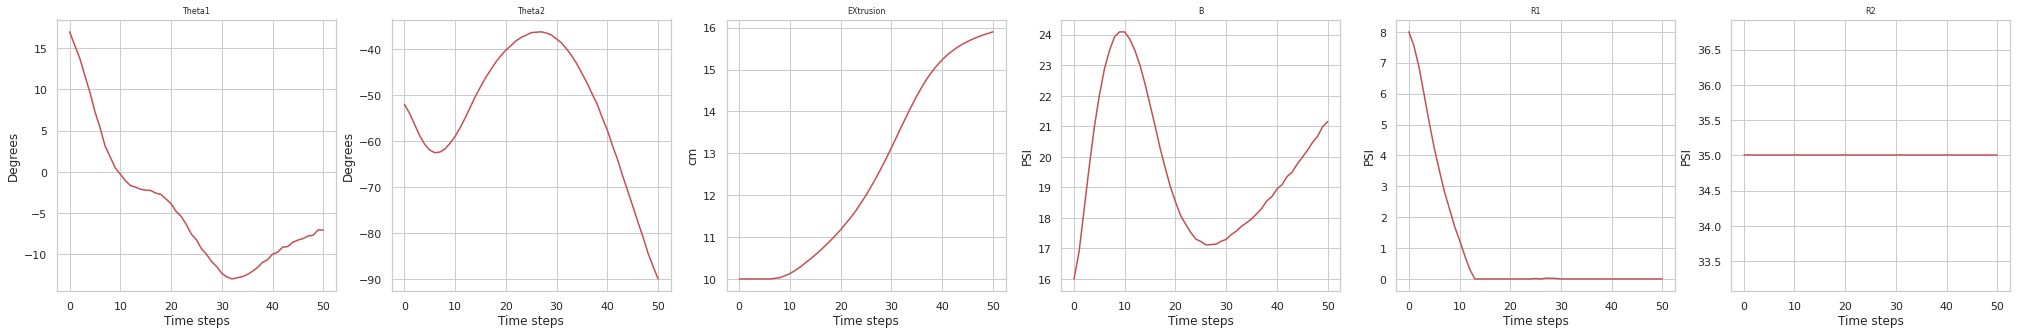 Theta1
Degrees
15
10
5
0
−5
−10
0 10 20 30 40 50
Time steps
Theta2
Degrees
−40
−50
−60
−70
−80
−90
0 10 20 30 40 50
Time steps
EXtrusion
cm
16
15
14
13
12
11
10
0 10 20 30 40 50
Time steps
B
PSI
24
23
22
21
20
19
18
17
16
0 10 20 30 40 50
Time steps
R1
PSI
8
7
6
5
4
3
2
1
0
0 10 20 30 40 50
Time steps
R2
PSI
36.5
36.0
35.5
35.0
34.5
34.0
33.5
0 10 20 30 40 50
Time steps